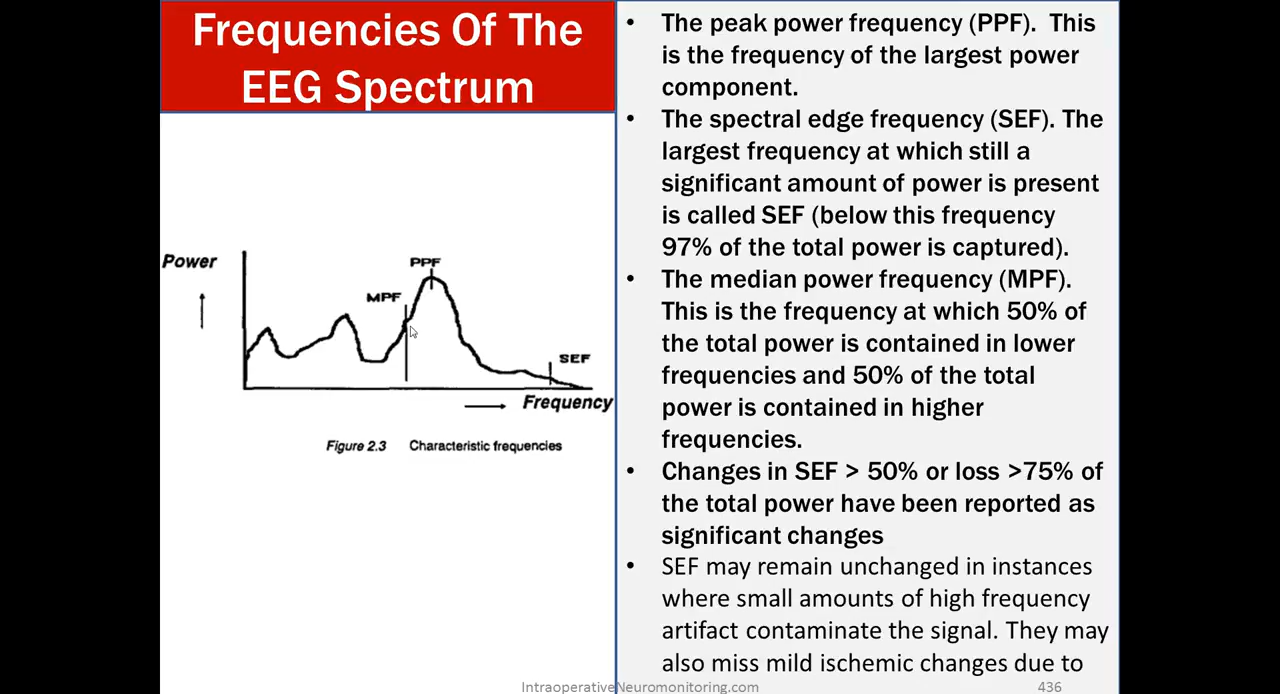 Frequencies Of The
EEG Spectrum
Power
PPF
MPF
SEF
Frequency
Figure 2.3 Characteristic frequencies
• The peak power frequency (PPF). This
is the frequency of the largest power
component.
• The spectral edge frequency (SEF). The
largest frequency at which still a
significant amount of power is present
is called SEF (below this frequency
97% of the total power is captured).
• The median power frequency (MPF).
This is the frequency at which 50% of
the total power is contained in lower
frequencies and 50% of the total
power is contained in higher
frequencies.
• Changes in SEF > 50% or loss >75% of
the total power have been reported as
significant changes
• SEF may remain unchanged in instances
where small amounts of high frequency
artifact contaminate the signal. They may
also miss mild ischemic changes due to
IntraoperativeNeuromonitoring.com
436